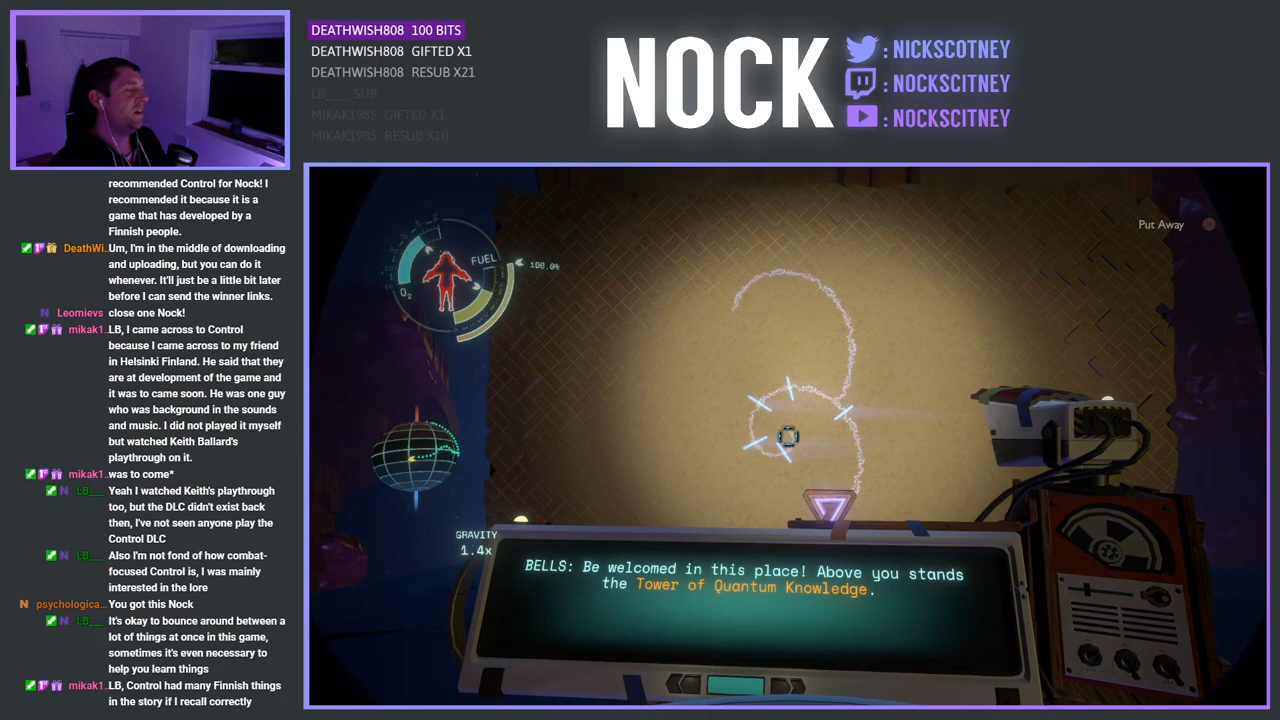 DEATHWISH808 100 BITS
DEATHWISH808 GIFTED X1
DEATHWISH808 RESUB X21
LB___ SUB
MIKAK1985 GIFTED X1
MIKAK1985 RESUB X10
NOCK
: NICKSCOTNEY
: NOCKSCITNEY
: NOCKSCITNEY
recommended Control for Nock! I
recommended it because it is a
game that has developed by a
Finnish people.
DeathWi... Um, I'm in the middle of downloading
and uploading, but you can do it
whenever. It'll just be a little bit later
before I can send the winner links.
Leomievs close one Nock!
mikak1... LB, I came across to Control
because I came across to my friend
in Helsinki Finland. He said that they
are at development of the game and
it was to came soon. He was one guy
who was background in the sounds
and music. I did not played it myself
but watched Keith Ballard's
playthrough on it.
mikak1... was to come*
LB___ Yeah I watched Keith's playthrough
too, but the DLC didn't exist back
then, I've not seen anyone play the
Control DLC
LB___ Also I'm not fond of how combat-
focused Control is, I was mainly
interested in the lore
psychologica... You got this Nock
LB___ It's okay to bounce around between a
lot of things at once in this game,
sometimes it's even necessary to
help you learn things
mikak1... LB, Control had many Finnish things
in the story if I recall correctly
Put Away
FUEL
100.0%
O2
GRAVITY
1.4x
BELLS: Be welcomed in this place! Above you stands
the Tower of Quantum Knowledge.